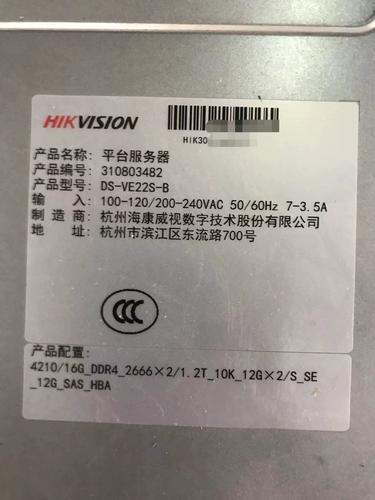 HIKVISION
HIK30
产品名称: 平台服务器
产品编号: 310803482
产品型号: DS-VE22S-B
输 入: 100-120/200-240VAC 50/60Hz 7-3.5A
制 造 商: 杭州海康威视数字技术股份有限公司
地 址: 杭州市滨江区东流路700号
CCC
产品配置:
4210/16G_DDR4_2666×2/1.2T_10K_12G×2/S_SE
_12G_SAS_HBA